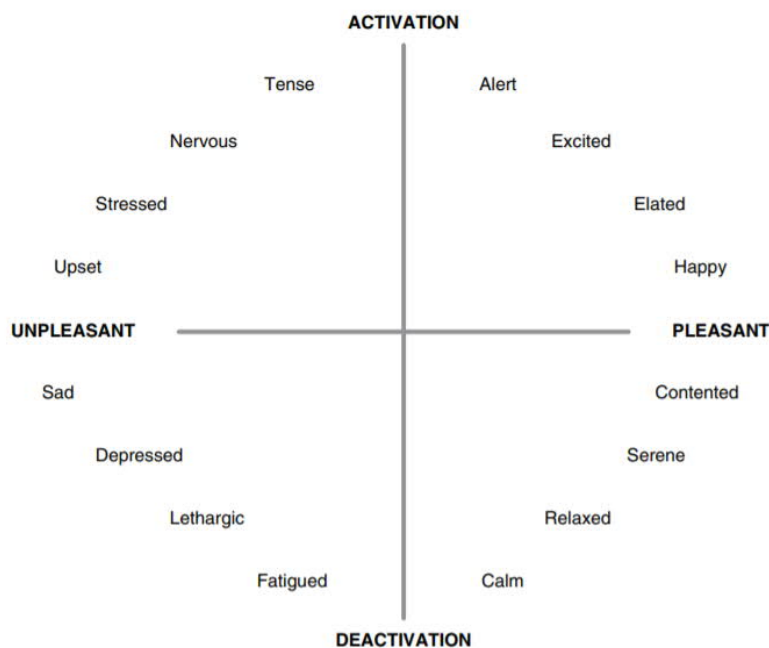 ACTIVATION
Tense Alert
Nervous Excited
Stressed Elated
Upset Happy
UNPLEASANT PLEASANT
Sad Contented
Depressed Serene
Lethargic Relaxed
Fatigued Calm
DEACTIVATION